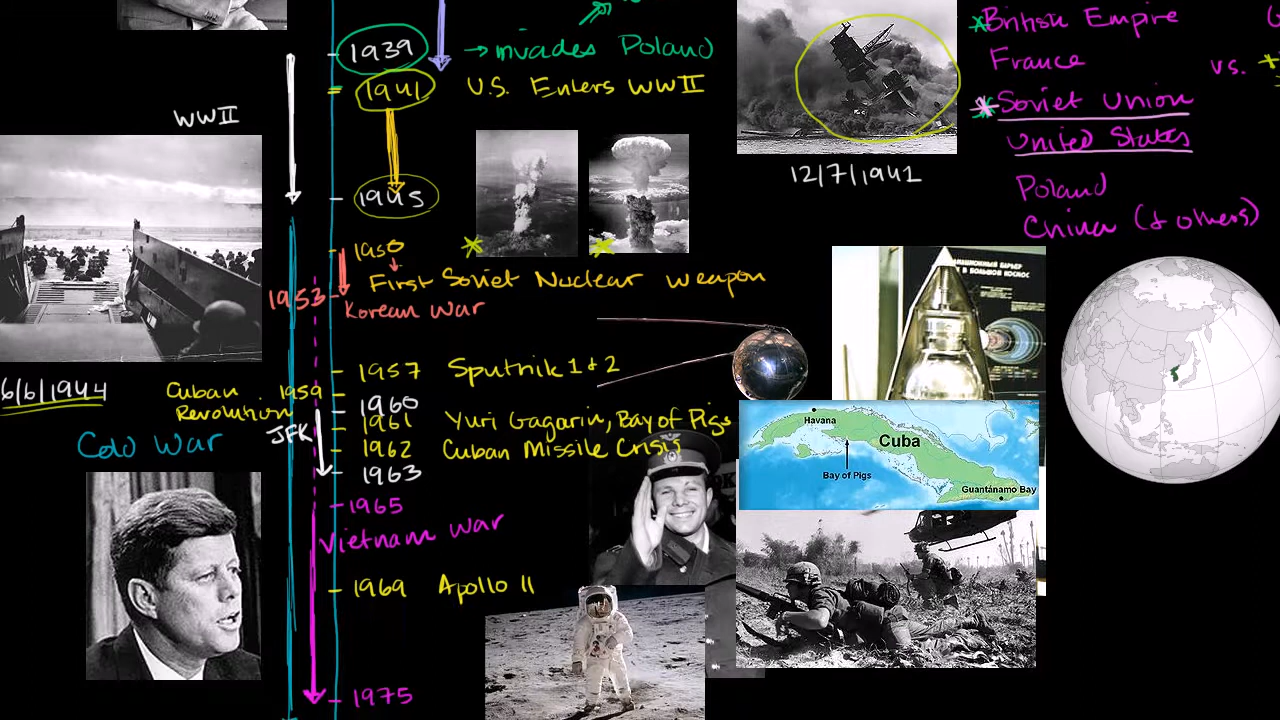 1939 → invades Poland
1941 U.S. Enters WWII
WWII
1945
1950
First Soviet Nuclear weapon
1953
Korean War
1957 Sputnik 1 + 2
6/6/1944
Cuban Revolution 1959
1960
1961 Yuri Gagarin, Bay of Pigs
JFK
1962 Cuban Missile Crisis
1963
Cold War
1965
Vietnam War
1969 Apollo 11
1975
12/7/1941
British Empire
France
vs.
Soviet Union
United States
Poland
China (& others)
Havana
Cuba
Bay of Pigs
Guantánamo Bay